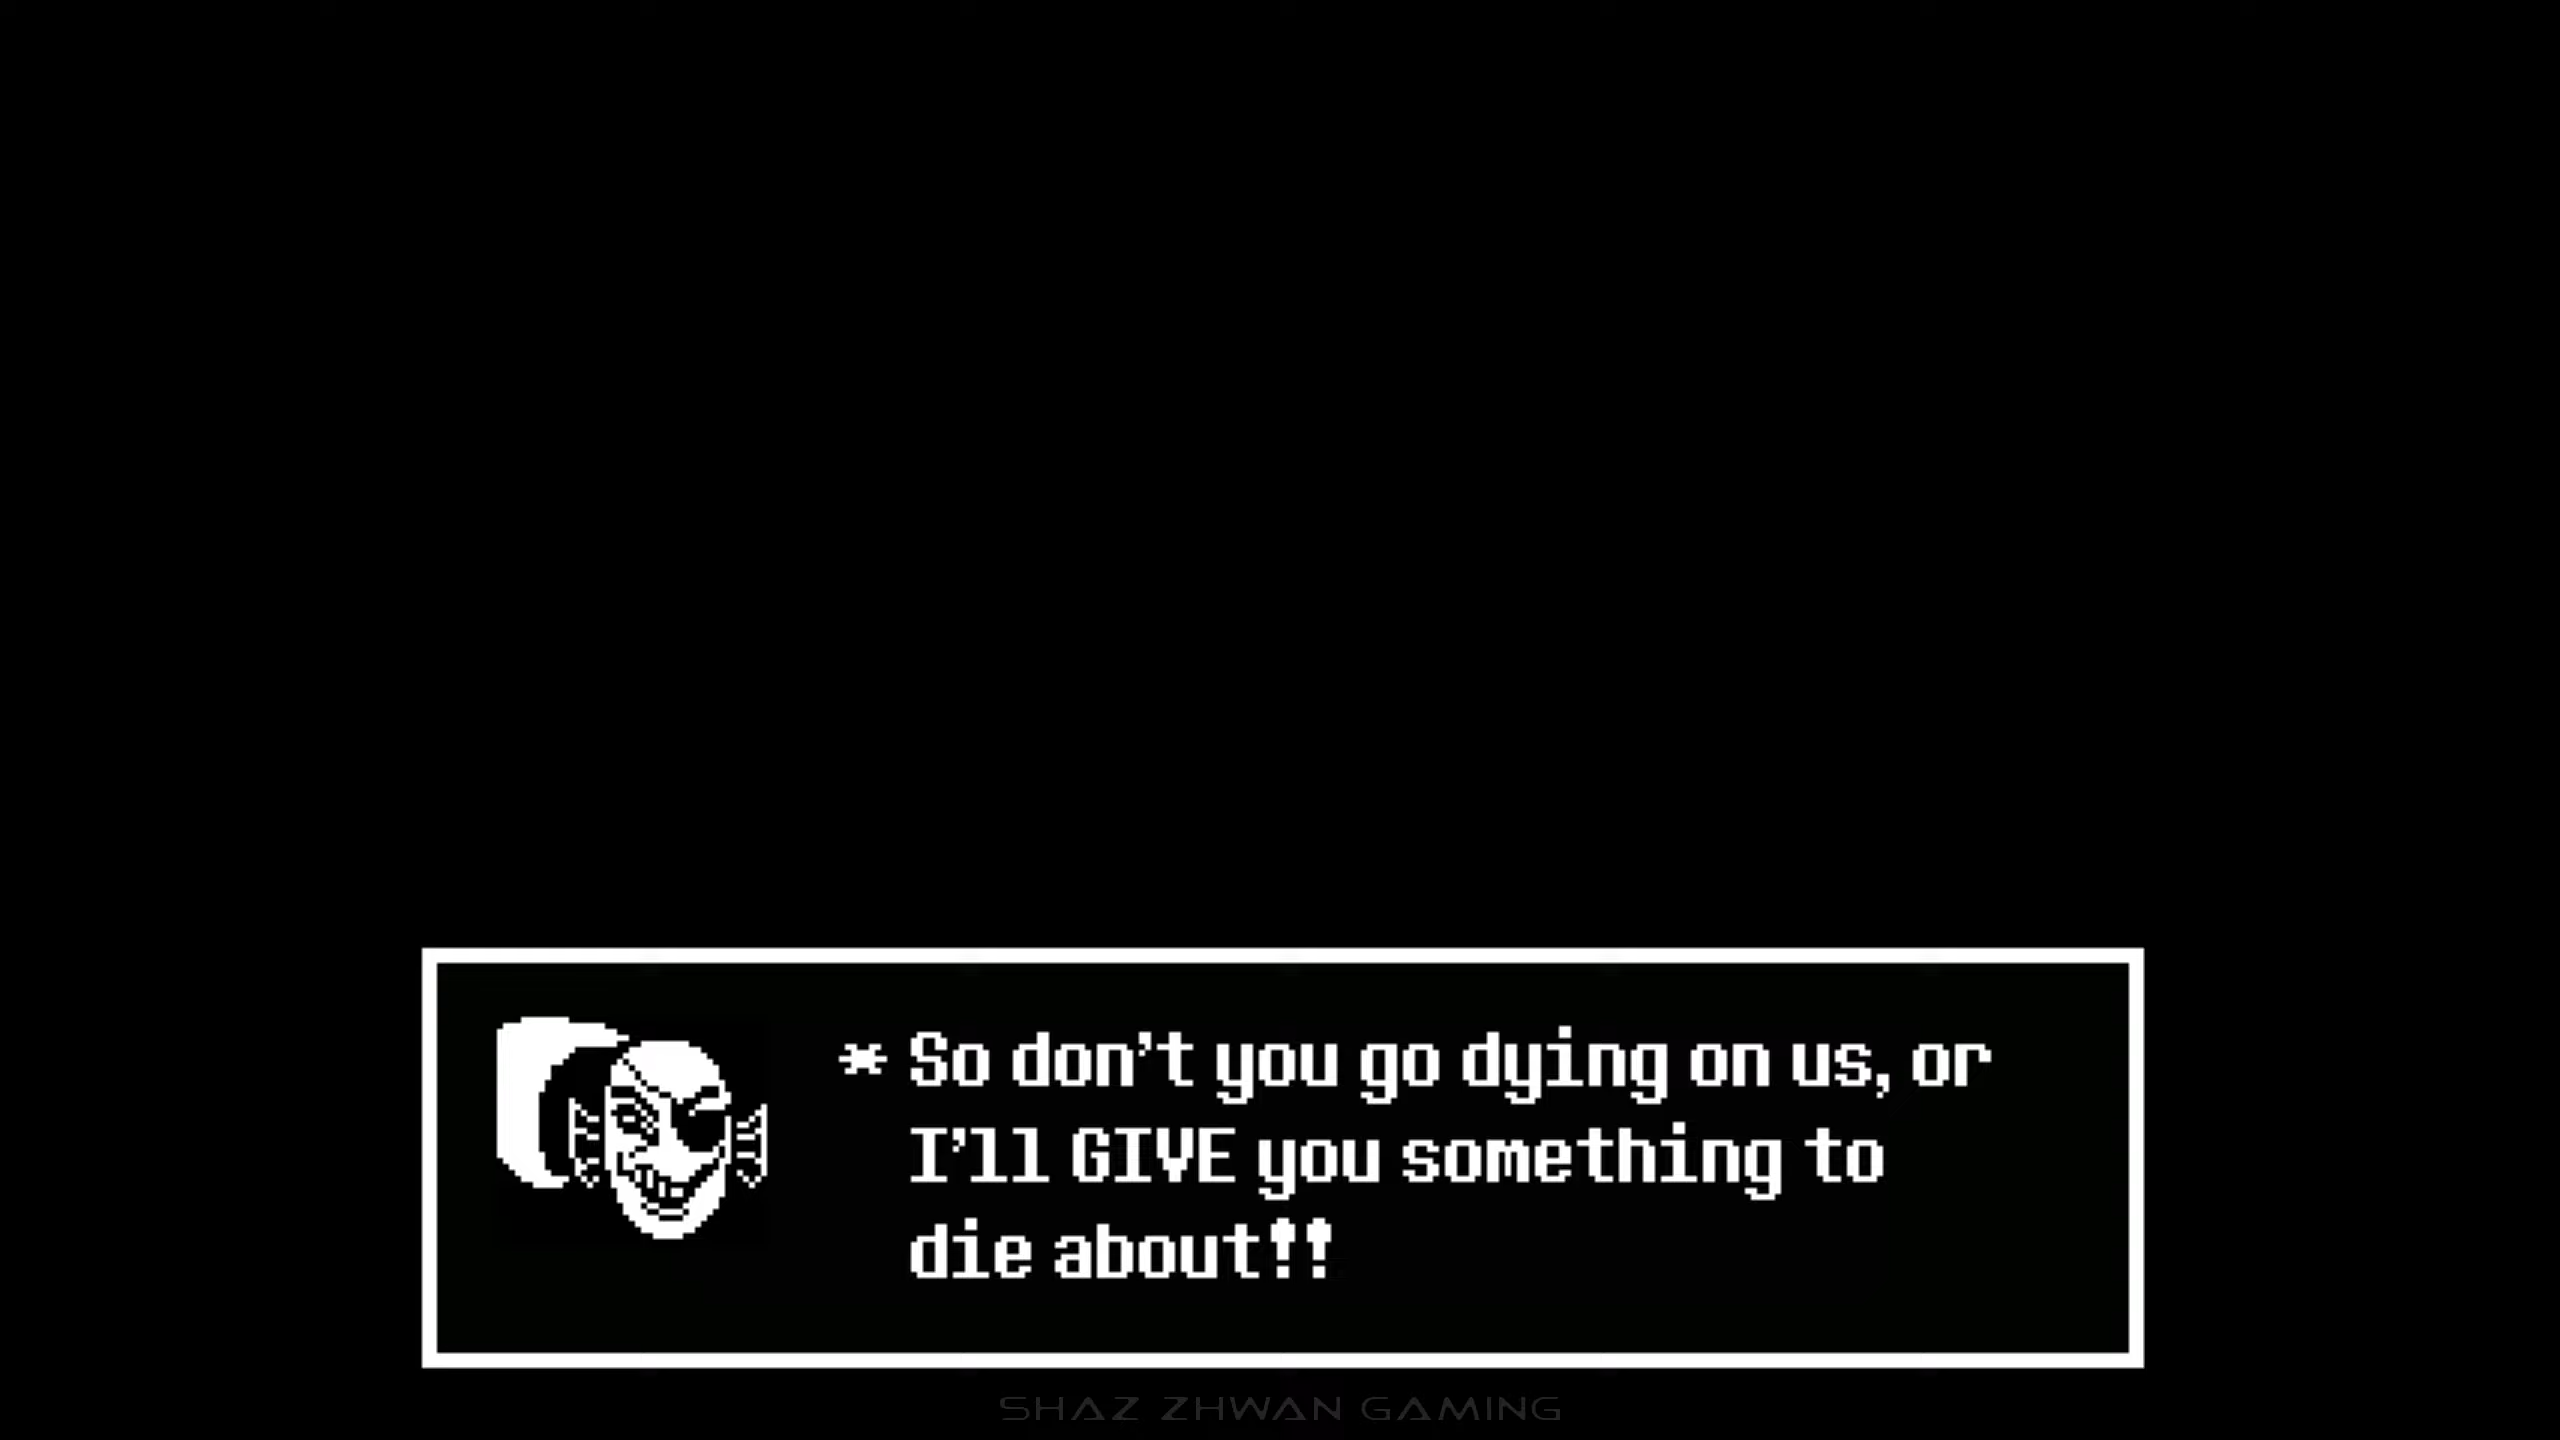 * So don't you go dying on us, or
I'll GIVE you something to
die about!!
SHAZ ZHWAN GAMING